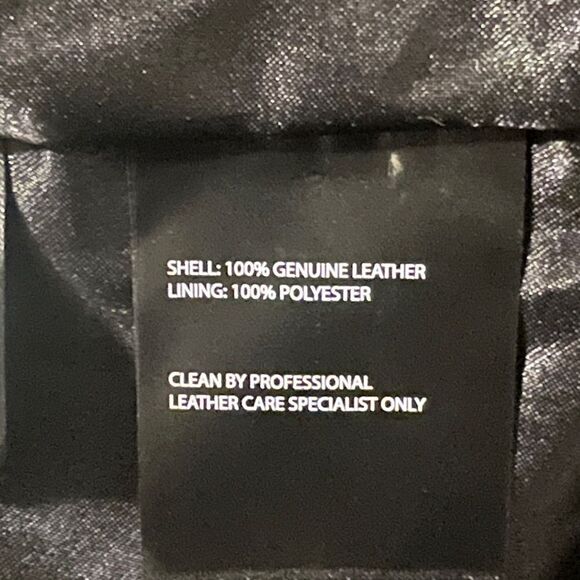 SHELL: 100% GENUINE LEATHER
LINING: 100% POLYESTER
CLEAN BY PROFESSIONAL
LEATHER CARE SPECIALIST ONLY